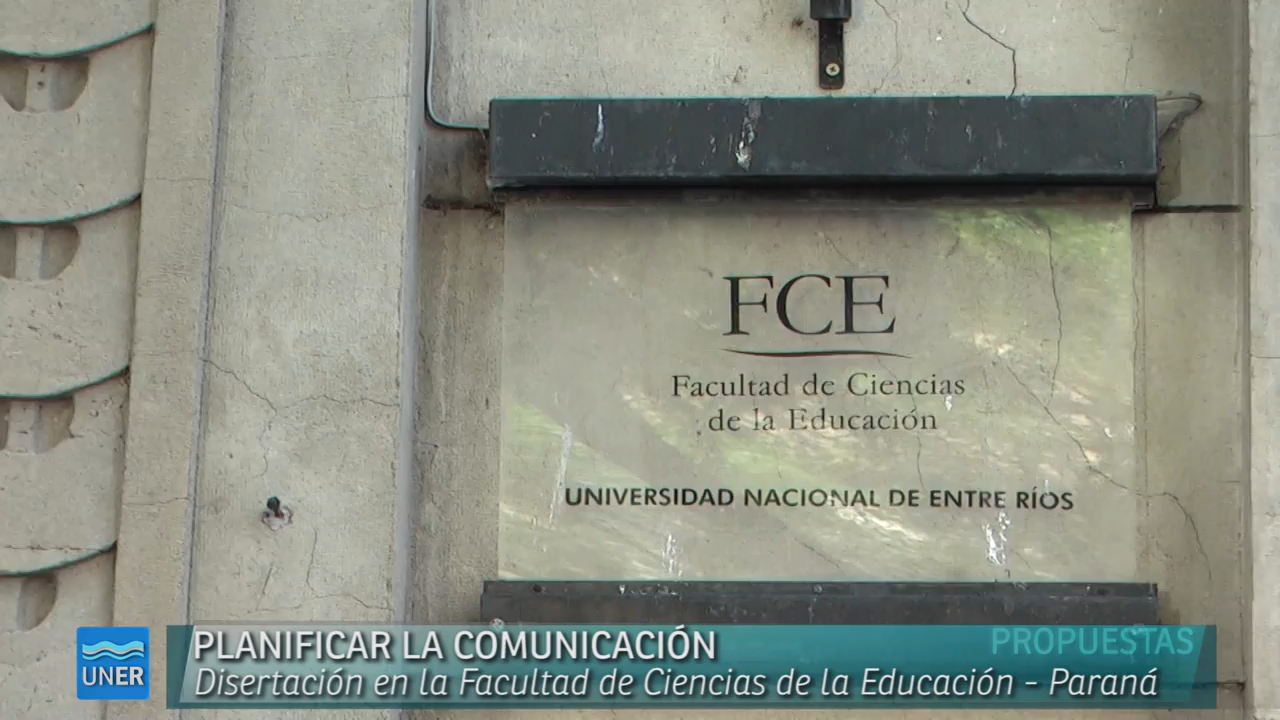 FCE
Facultad de Ciencias
de la Educación
UNIVERSIDAD NACIONAL DE ENTRE RÍOS
PLANIFICAR LA COMUNICACIÓN
PROPUESTAS
UNER
Disertación en la Facultad de Ciencias de la Educación - Paraná